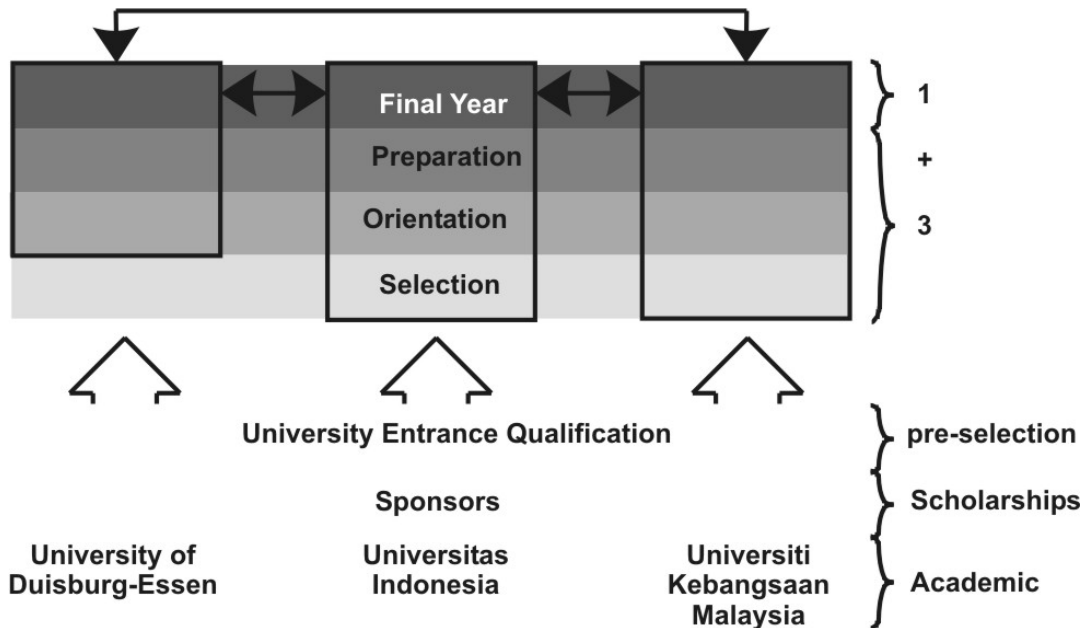 Final Year
1
Preparation
+
Orientation
3
Selection
University Entrance Qualification
pre-selection
Sponsors
Scholarships
University of
Duisburg-Essen
Universitas
Indonesia
Universiti
Kebangsaan
Malaysia
Academic